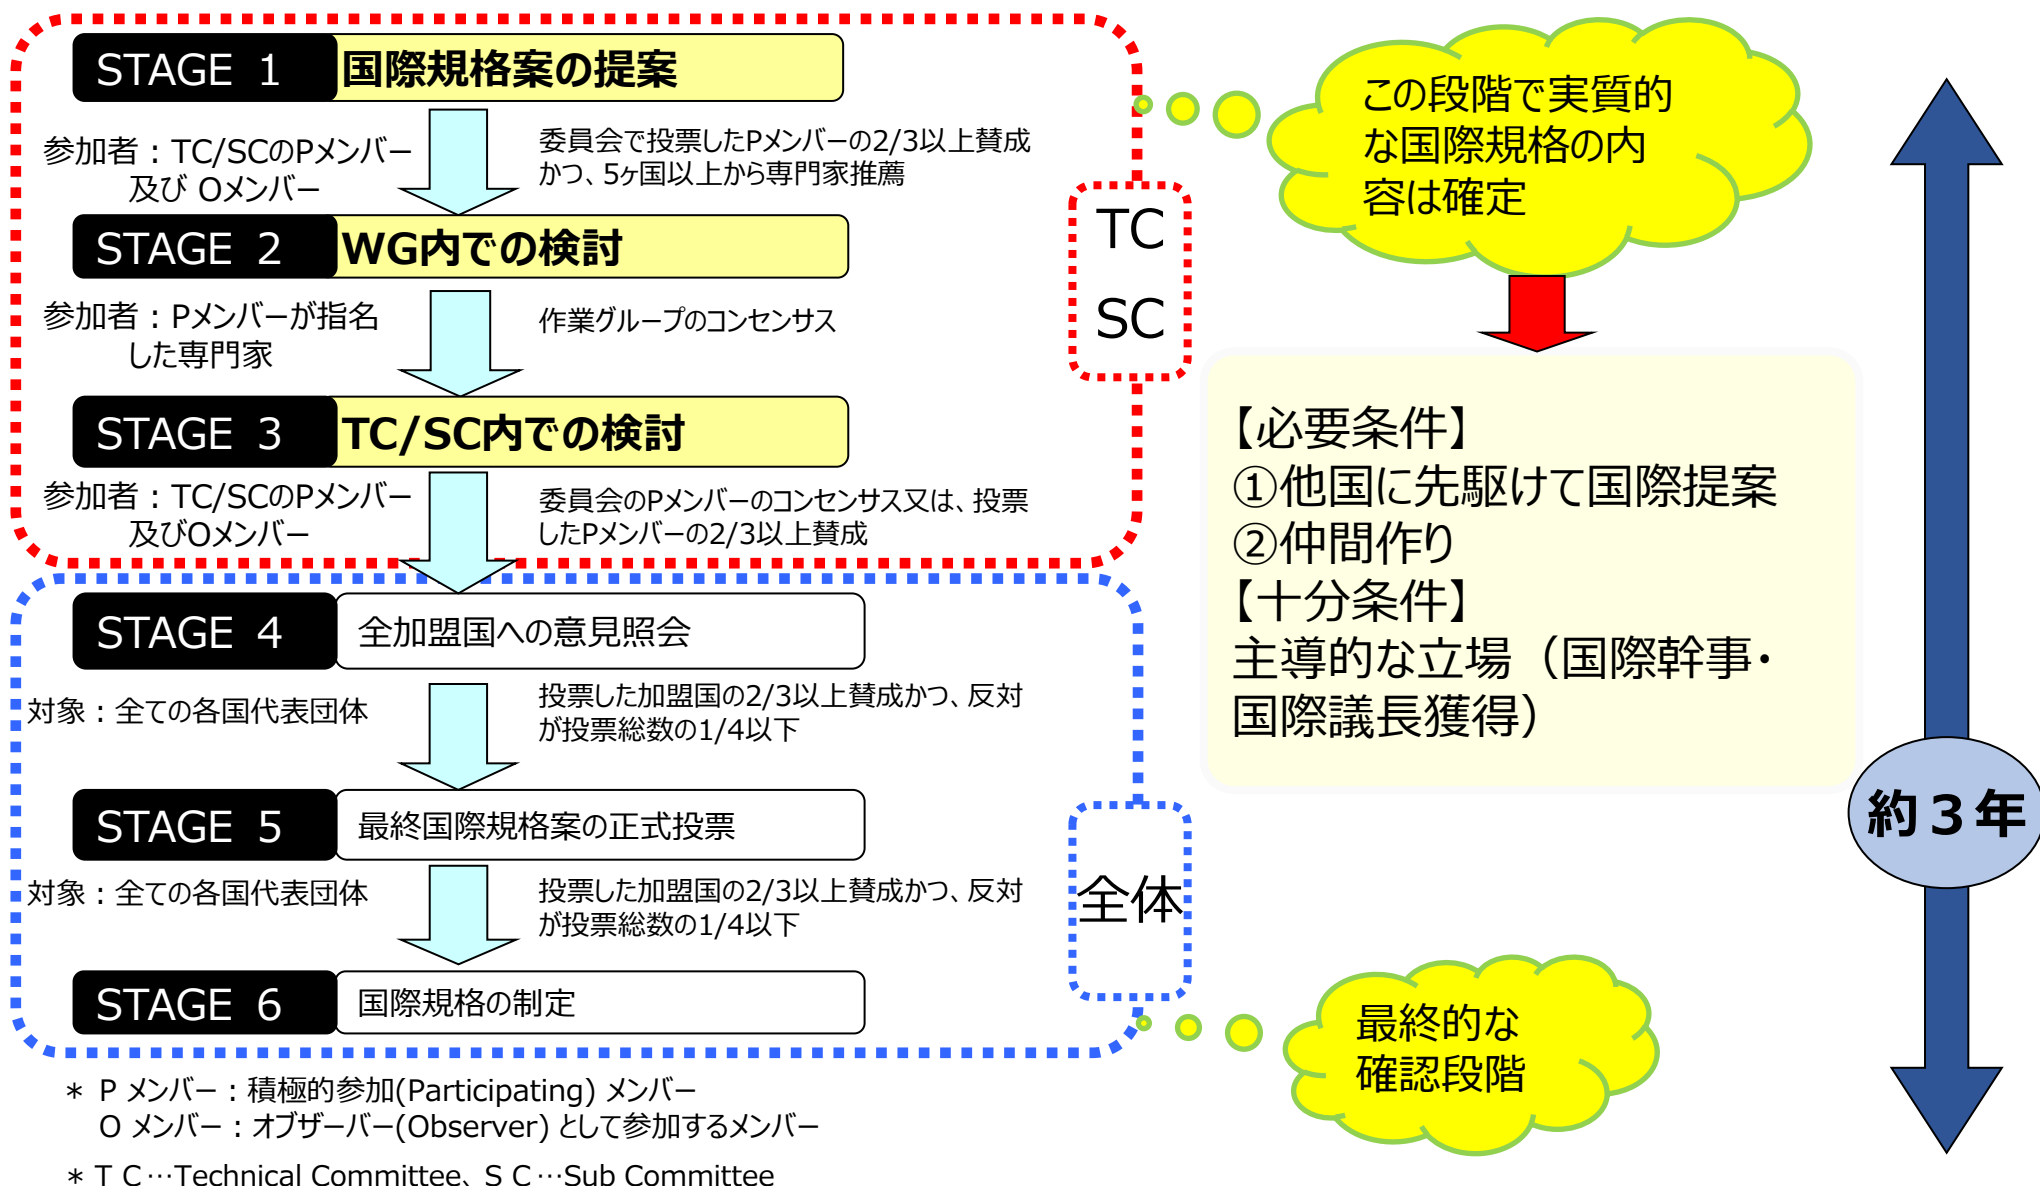 STAGE 1 国際規格案の提案
参加者：TC/SCのPメンバー
及び Oメンバー
委員会で投票したPメンバーの2/3以上賛成
かつ、5ヶ国以上から専門家推薦
STAGE 2 WG内での検討
参加者：Pメンバーが指名
した専門家
作業グループのコンセンサス
STAGE 3 TC/SC内での検討
参加者：TC/SCのPメンバー
及びOメンバー
委員会のPメンバーのコンセンサス又は、投票
したPメンバーの2/3以上賛成
TC
SC
STAGE 4 全加盟国への意見照会
対象：全ての各国代表団体
投票した加盟国の2/3以上賛成かつ、反対
が投票総数の1/4以下
STAGE 5 最終国際規格案の正式投票
対象：全ての各国代表団体
投票した加盟国の2/3以上賛成かつ、反対
が投票総数の1/4以下
STAGE 6 国際規格の制定
全体
この段階で実質的
な国際規格の内
容は確定
【必要条件】
①他国に先駆けて国際提案
②仲間作り
【十分条件】
主導的な立場（国際幹事・
国際議長獲得）
約３年
最終的な
確認段階
＊ P メンバー：積極的参加(Participating) メンバー
O メンバー：オブザーバー(Observer) として参加するメンバー
＊ＴＣ…Technical Committee、ＳＣ…Sub Committee